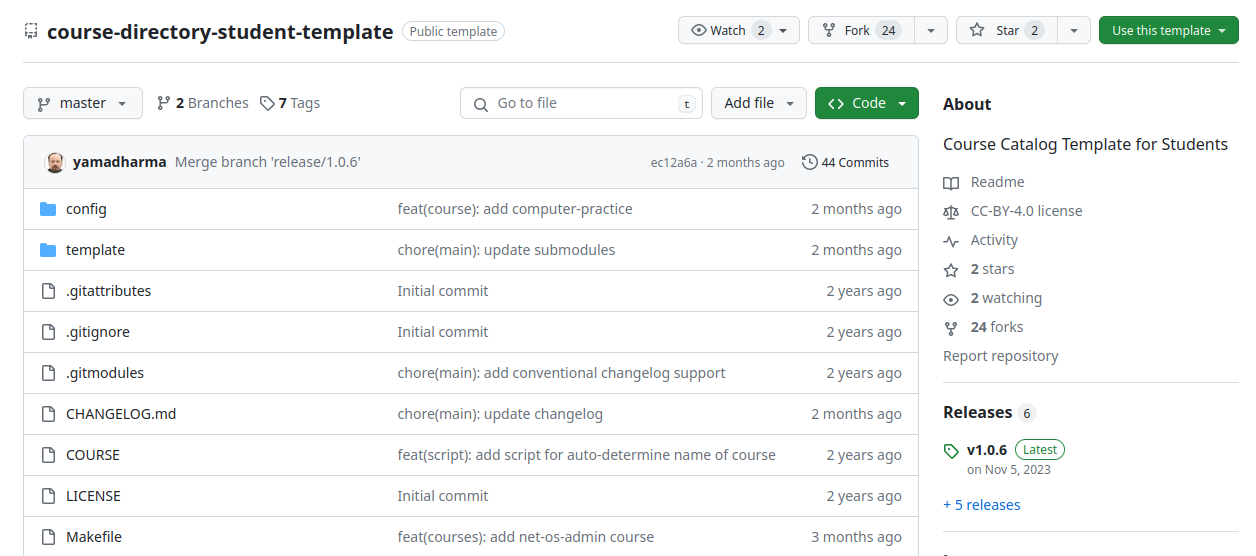 course-directory-student-template Public template Watch 2 Fork 24 Star 2 Use this template
master 2 Branches 7 Tags Go to file t Add file Code
yamadharma Merge branch 'release/1.0.6' ec12a6a · 2 months ago 44 Commits
config feat(course): add computer-practice 2 months ago
template chore(main): update submodules 2 months ago
.gitattributes Initial commit 2 years ago
.gitignore Initial commit 2 years ago
.gitmodules chore(main): add conventional changelog support 2 years ago
CHANGELOG.md chore(main): update changelog 2 months ago
COURSE feat(script): add script for auto-determine name of course 2 years ago
LICENSE Initial commit 2 years ago
Makefile feat(courses): add net-os-admin course 3 months ago
About
Course Catalog Template for Students
Readme
CC-BY-4.0 license
Activity
2 stars
2 watching
24 forks
Report repository
Releases 6
v1.0.6 Latest
on Nov 5, 2023
+ 5 releases